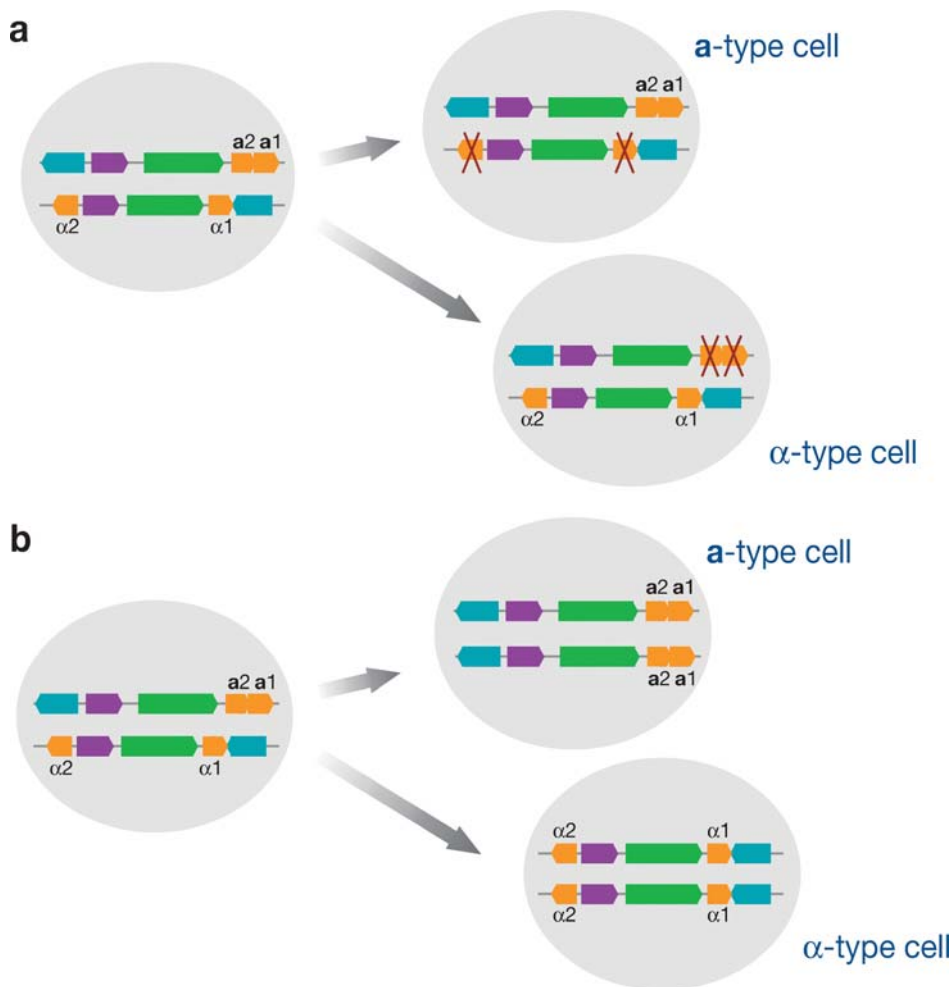 a
a-type cell
a2 a1
a2 a1
α2
α1
α2
α1
α-type cell
b
a-type cell
a2 a1
a2 a1
a2 a1
α2
α1
α2
α1
α2
α1
α-type cell